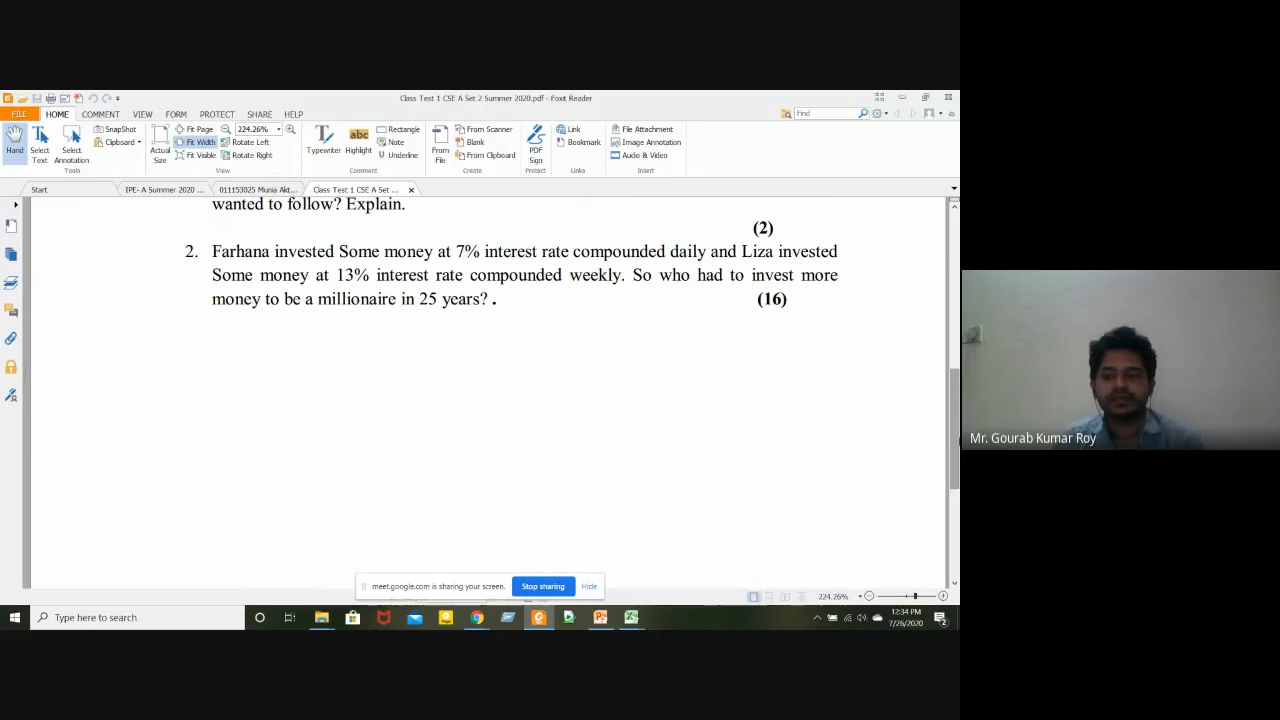 Class Test 1 CSE A Set 2 Summer 2020.pdf - Foxit Reader
FILE HOME COMMENT VIEW FORM PROTECT SHARE HELP
Find
Hand
Select Text
Select Annotation
SnapShot
Clipboard
Tools
Actual Size
Fit Page
Fit Width
Fit Visible
224.26%
Rotate Left
Rotate Right
View
Typewriter
Highlight
Rectangle
Note
Underline
Comment
From File
From Scanner
Blank
From Clipboard
Create
PDF Sign
Protect
Link
Bookmark
Links
File Attachment
Image Annotation
Audio & Video
Insert
Start
IPE- A Summer 2020 ...
011153025 Munia Akt...
Class Test 1 CSE A Set ...
wanted to follow? Explain.
(2)
2. Farhana invested Some money at 7% interest rate compounded daily and Liza invested
Some money at 13% interest rate compounded weekly. So who had to invest more
money to be a millionaire in 25 years? .
(16)
Mr. Gourab Kumar Roy
meet.google.com is sharing your screen.
Stop sharing
Hide
224.26%
Type here to search
12:34 PM
7/26/2020
2